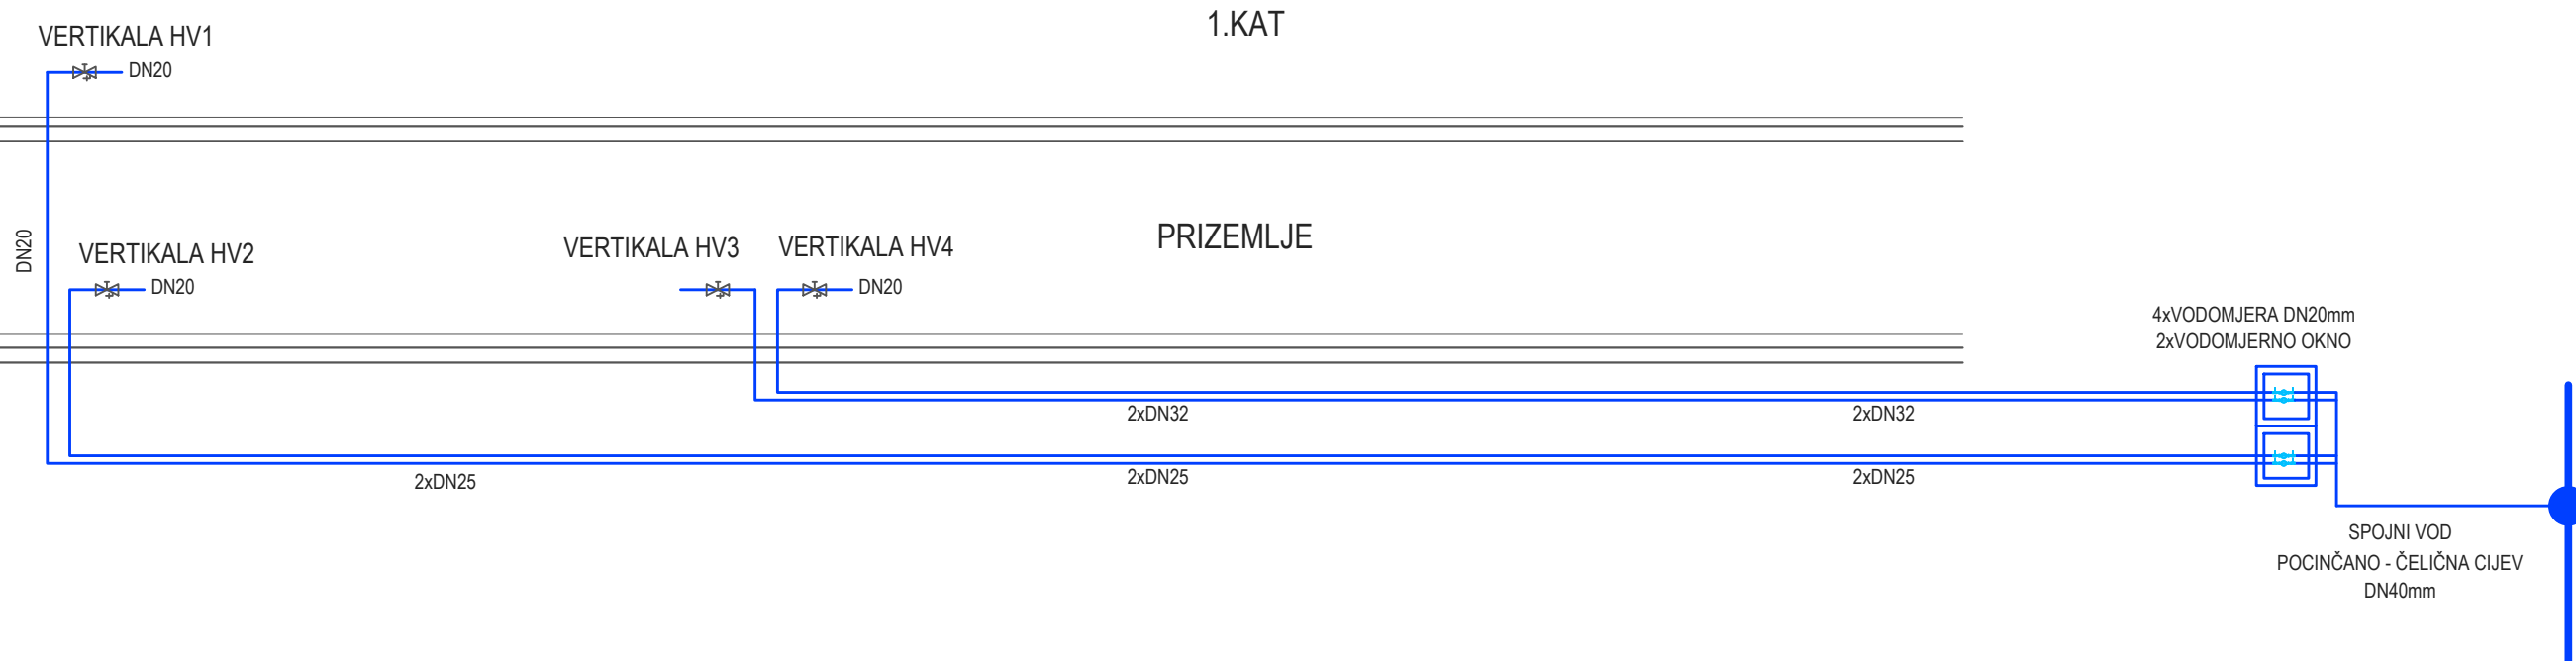 1.KAT
VERTIKALA HV1
DN20
DN20
VERTIKALA HV2
DN20
VERTIKALA HV3
VERTIKALA HV4
DN20
PRIZEMLJE
4xVODOMJERA DN20mm
2xVODOMJERNO OKNO
2xDN32
2xDN32
2xDN25
2xDN25
2xDN25
SPOJNI VOD
POCINČANO - ČELIČNA CIJEV
DN40mm